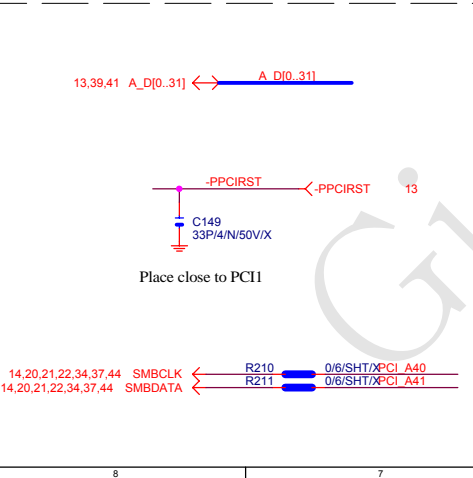 13,39,41 A_D[0..31] A_D[0..31]
-PPCIRST -PPCIRST 13
C149
33P/4/N/50V/X
Place close to PCI1
14,20,21,22,34,37,44 SMBCLK R210 0/6/SHT/X PCI_A40
14,20,21,22,34,37,44 SMBDATA R211 0/6/SHT/X PCI_A41
8 7